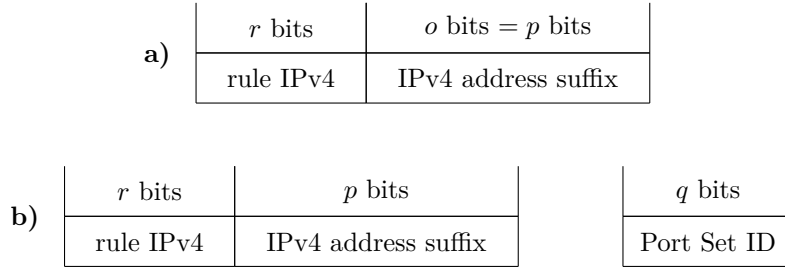 a)
r bits o bits = p bits
rule IPv4 IPv4 address suffix
b)
r bits p bits q bits
rule IPv4 IPv4 address suffix Port Set ID